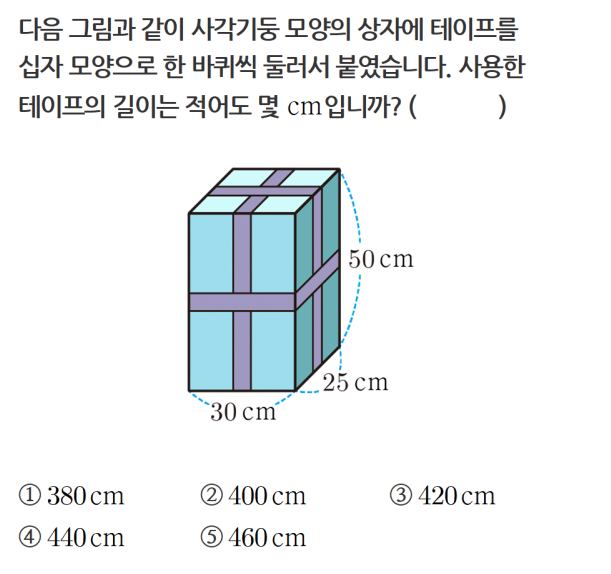 다음 그림과 같이 사각기둥 모양의 상자에 테이프를
십자 모양으로 한 바퀴씩 둘러서 붙였습니다. 사용한
테이프의 길이는 적어도 몇 cm입니까? ( )
50 cm
25 cm
30 cm
① 380 cm ② 400 cm ③ 420 cm
④ 440 cm ⑤ 460 cm